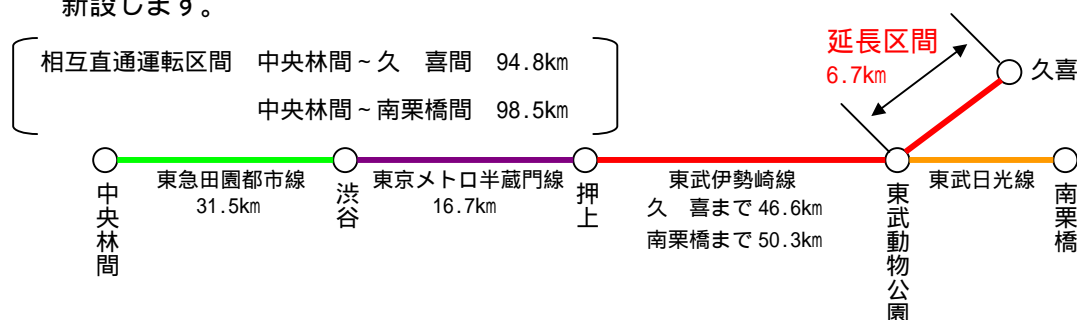 新設します。
相互直通運転区間　中央林間～久　喜間　94.8km
中央林間～南栗橋間　98.5km
延長区間
6.7km
久喜
東急田園都市線
31.5km
東京メトロ半蔵門線
16.7km
東武伊勢崎線
久　喜まで 46.6km
南栗橋まで 50.3km
東武日光線
中央林間
渋谷
押上
東武動物公園
南栗橋